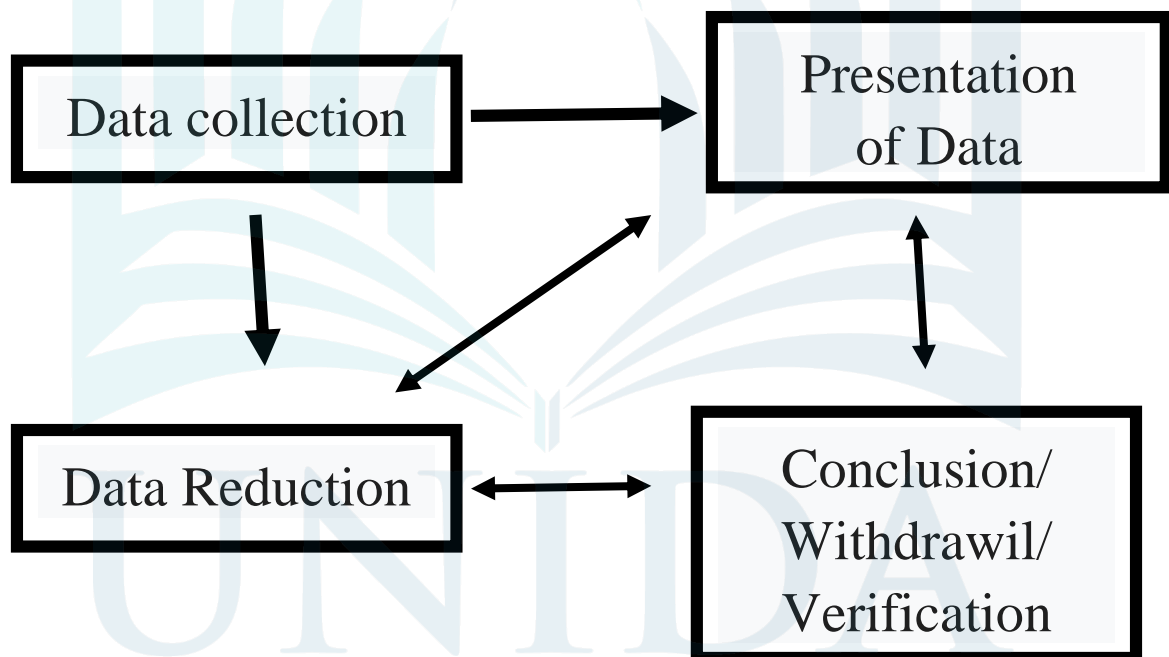 Data collection
Presentation
of Data
Data Reduction
Conclusion/
Withdrawil/
Verification
UNIDA